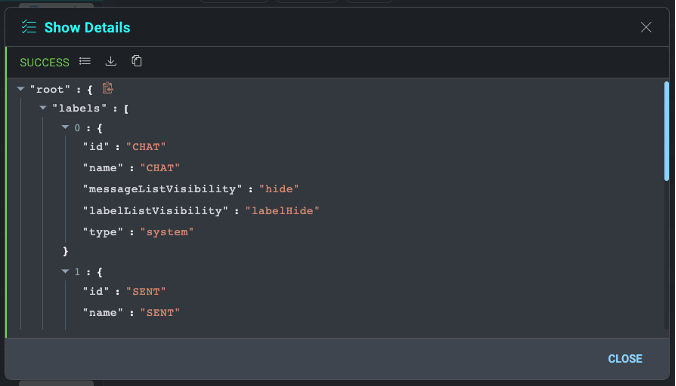 Show Details
SUCCESS
"root" : {
"labels" : [
0 : {
"id" : "CHAT"
"name" : "CHAT"
"messageListVisibility" : "hide"
"labelListVisibility" : "labelHide"
"type" : "system"
}
1 : {
"id" : "SENT"
"name" : "SENT"
CLOSE